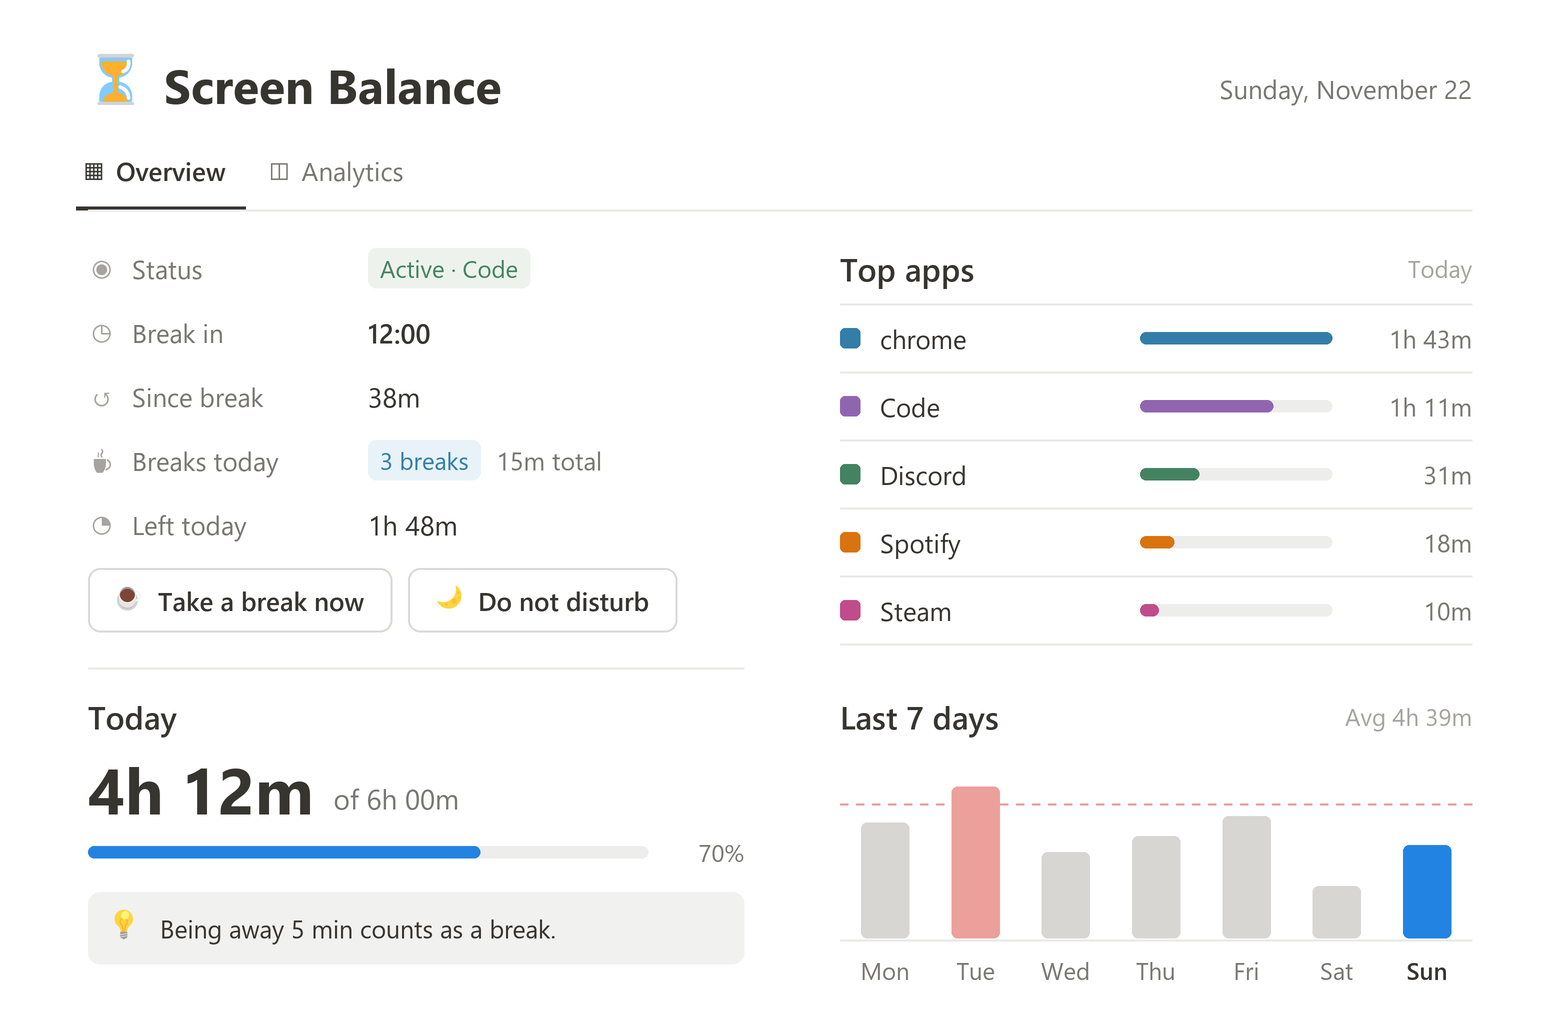 Screen Balance
Sunday, November 22
Overview
Analytics
Status
Active · Code
Break in
12:00
Since break
38m
Breaks today
3 breaks
15m total
Left today
1h 48m
Take a break now
Do not disturb
Today
4h 12m of 6h 00m
70%
Being away 5 min counts as a break.
Top apps
Today
chrome
1h 43m
Code
1h 11m
Discord
31m
Spotify
18m
Steam
10m
Last 7 days
Avg 4h 39m
Mon Tue Wed Thu Fri Sat Sun